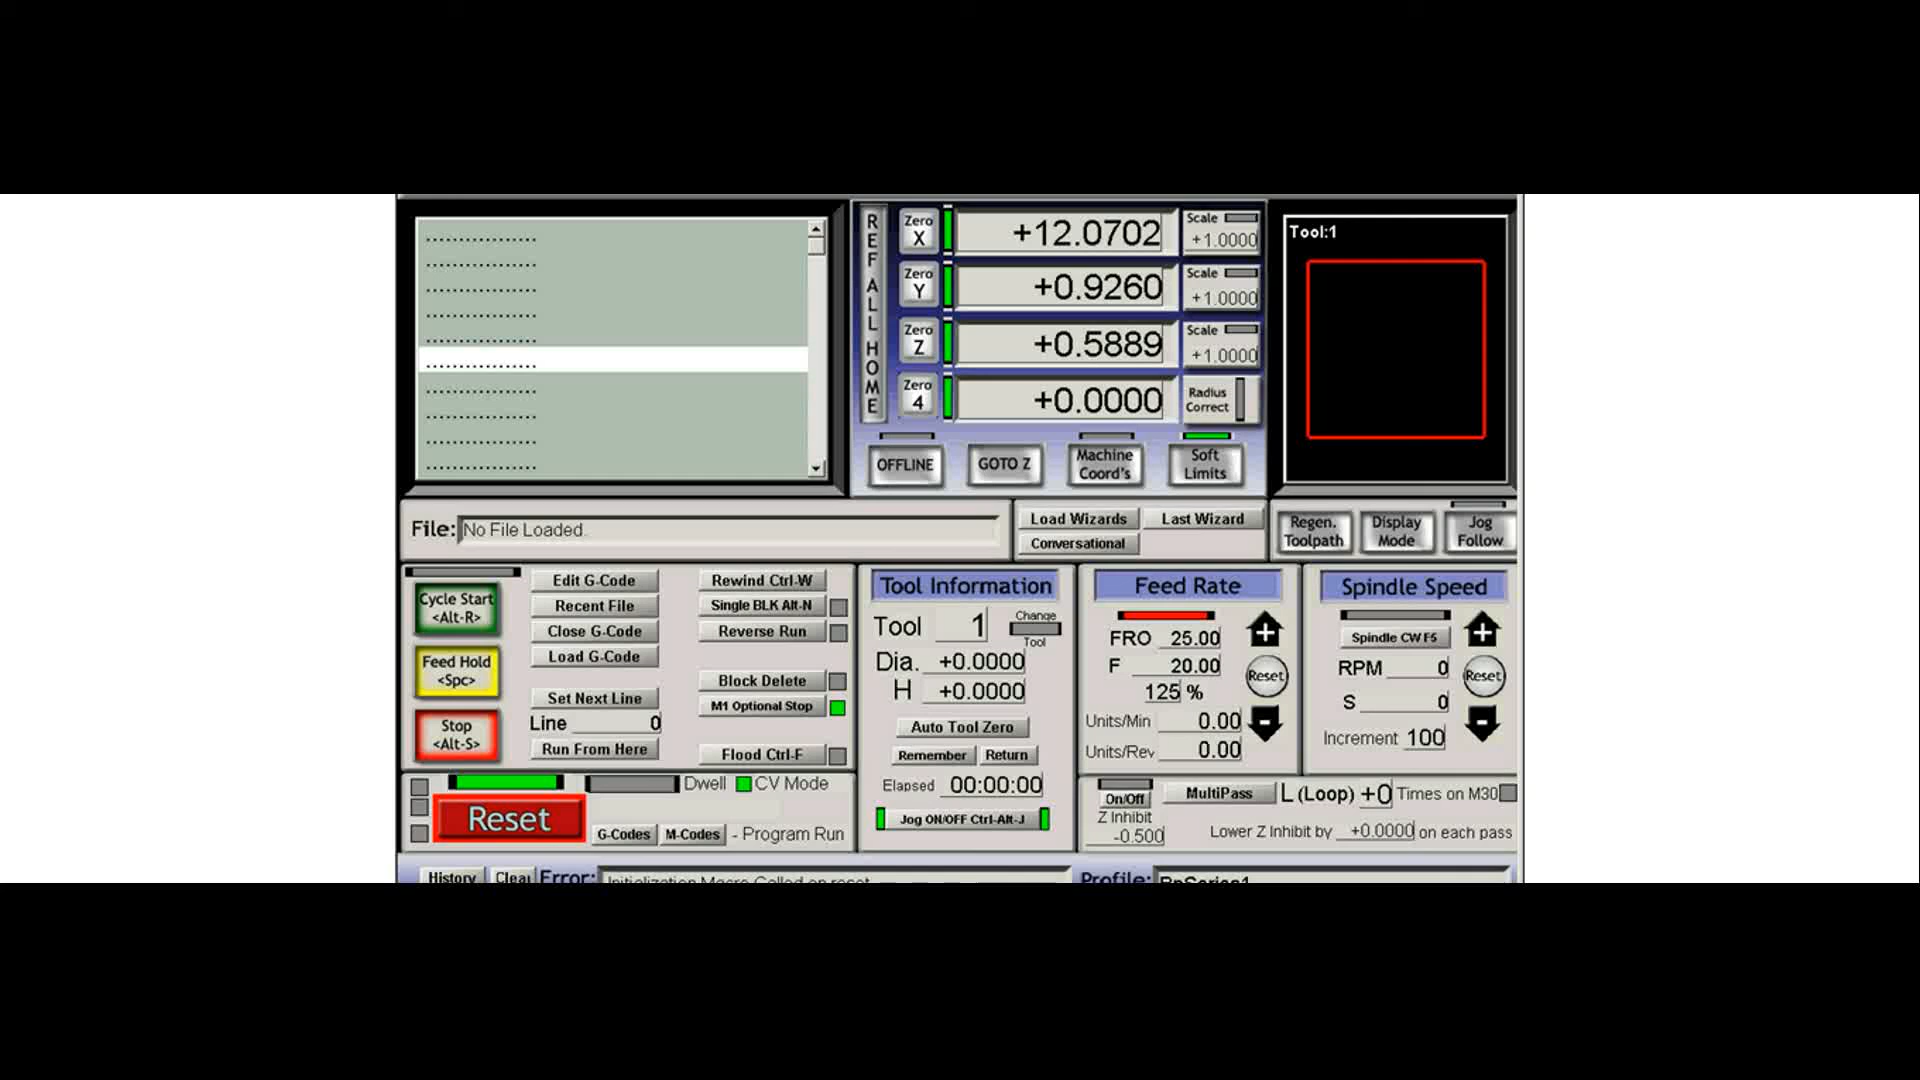 .................
.................
.................
.................
.................
.................
.................
.................
.................
.................
REF ALL HOME
Zero X +12.0702 Scale +1.0000
Zero Y +0.9260 Scale +1.0000
Zero Z +0.5889 Scale +1.0000
Zero 4 +0.0000 Radius Correct
OFFLINE GOTO Z Machine Coord's Soft Limits
Tool:1
File: No File Loaded.
Load Wizards Last Wizard
Conversational
Regen. Toolpath Display Mode Jog Follow
Cycle Start <Alt-R>
Feed Hold <Spc>
Stop <Alt-S>
Edit G-Code
Recent File
Close G-Code
Load G-Code
Set Next Line
Line 0
Run From Here
Rewind Ctrl-W
Single BLK Alt-N
Reverse Run
Block Delete
M1 Optional Stop
Flood Ctrl-F
Dwell CV Mode
Reset
G-Codes M-Codes - Program Run
Tool Information
Tool 1 Change Tool
Dia. +0.0000
H +0.0000
Auto Tool Zero
Remember Return
Elapsed 00:00:00
Jog ON/OFF Ctrl-Alt-J
Feed Rate
FRO 25.00
F 20.00
125 %
Reset
Units/Min 0.00
Units/Rev 0.00
Spindle Speed
Spindle CW F5
RPM 0
Reset
S 0
Increment 100
On/Off
Z Inhibit
-0.500
MultiPass L (Loop) +0 Times on M30
Lower Z Inhibit by +0.0000 on each pass
History Clear Error: Initialization Macro Called on reset
Profile: BpSeries1